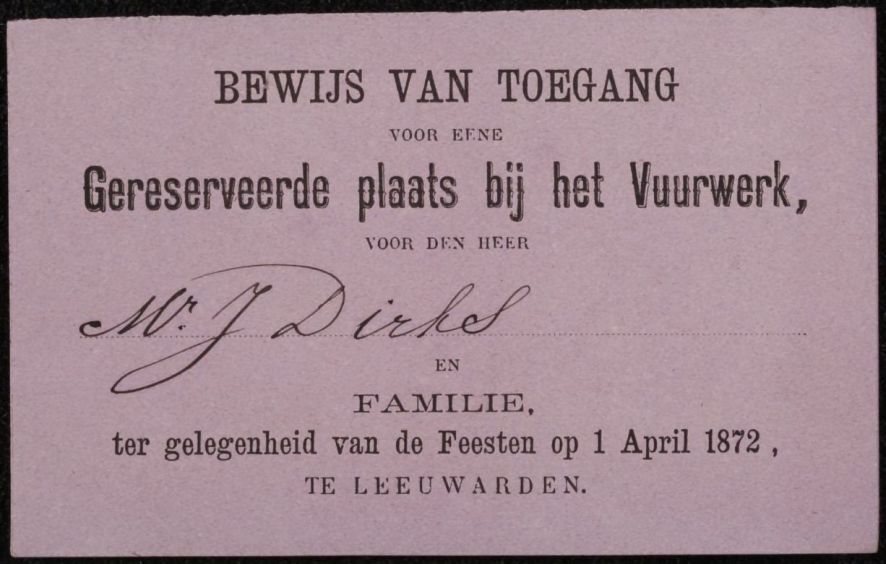 BEWIJS VAN TOEGANG
VOOR EENE
Gereserveerde plaats bij het Vuurwerk,
VOOR DEN HEER
Mr. J Dirks
EN
FAMILIE,
ter gelegenheid van de Feesten op 1 April 1872,
TE LEEUWARDEN.